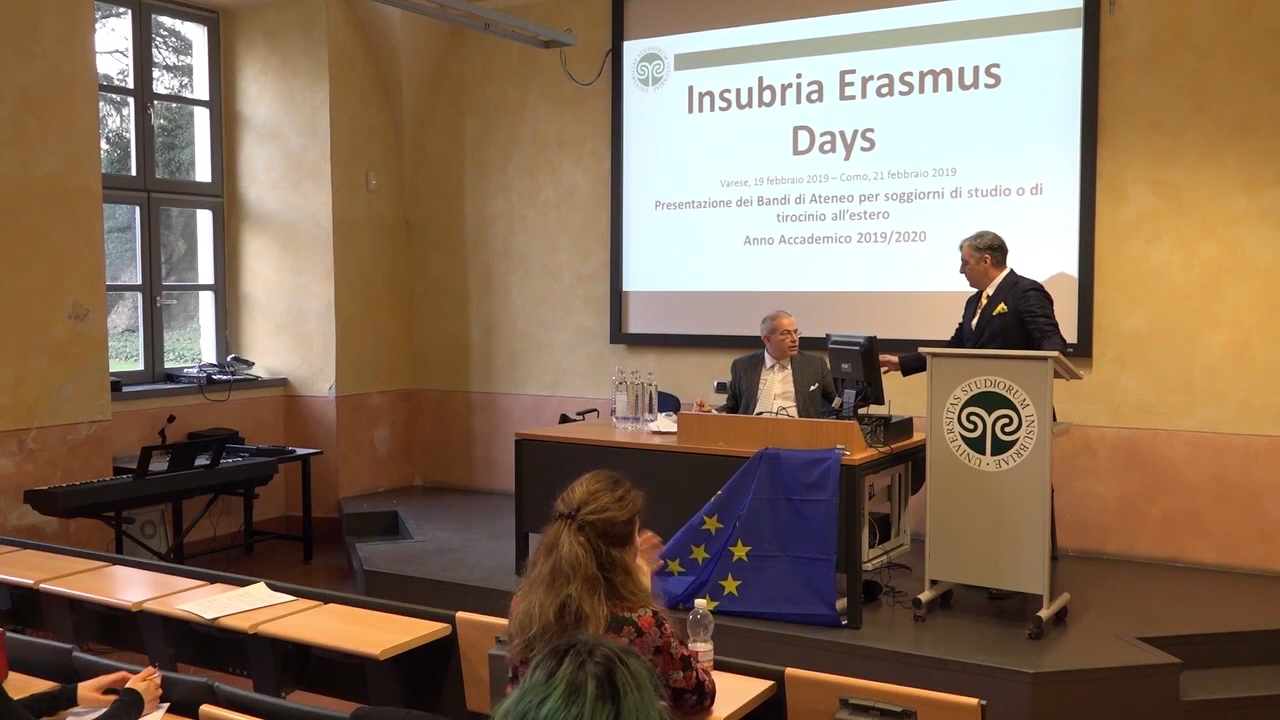 Insubria Erasmus
Days
Varese, 19 febbraio 2019 – Como, 21 febbraio 2019
Presentazione dei Bandi di Ateneo per soggiorni di studio o di
tirocinio all'estero
Anno Accademico 2019/2020
UNIVERSITAS STUDIORUM INSUBRIAE